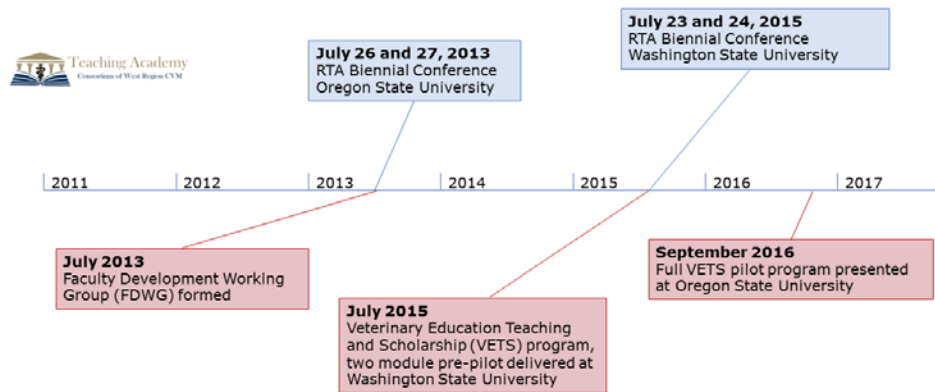 Teaching Academy
Consortium of West Region CVM
July 26 and 27, 2013
RTA Biennial Conference
Oregon State University
July 23 and 24, 2015
RTA Biennial Conference
Washington State University
2011
2012
2013
2014
2015
2016
2017
July 2013
Faculty Development Working
Group (FDWG) formed
July 2015
Veterinary Education Teaching
and Scholarship (VETS) program,
two module pre-pilot delivered at
Washington State University
September 2016
Full VETS pilot program presented
at Oregon State University